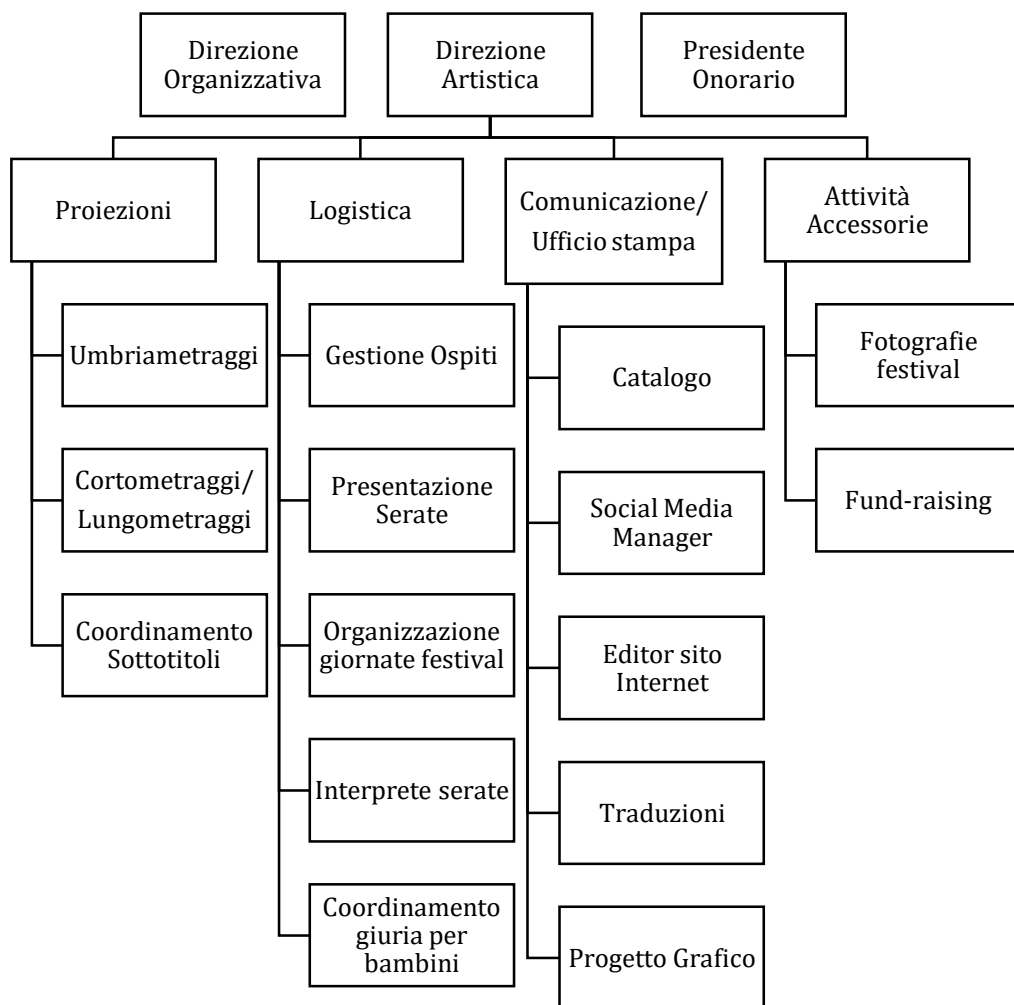 Direzione
Organizzativa
Direzione
Artistica
Presidente
Onorario
Proiezioni
Logistica
Comunicazione/
Ufficio stampa
Attività
Accessorie
Umbriametraggi
Cortometraggi/
Lungometraggi
Coordinamento
Sottotitoli
Gestione Ospiti
Presentazione
Serate
Organizzazione
giornate festival
Interprete serate
Coordinamento
giuria per
bambini
Catalogo
Social Media
Manager
Editor sito
Internet
Traduzioni
Progetto Grafico
Fotografie
festival
Fund-raising